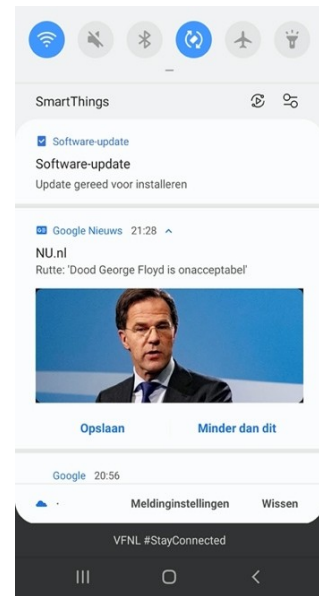 SmartThings
Software-update
Software-update
Update gereed voor installeren
Google Nieuws 21:28
NU.nl
Rutte: 'Dood George Floyd is onacceptabel'
Opslaan Minder dan dit
Google 20:56
Meldinginstellingen Wissen
VFNL #StayConnected